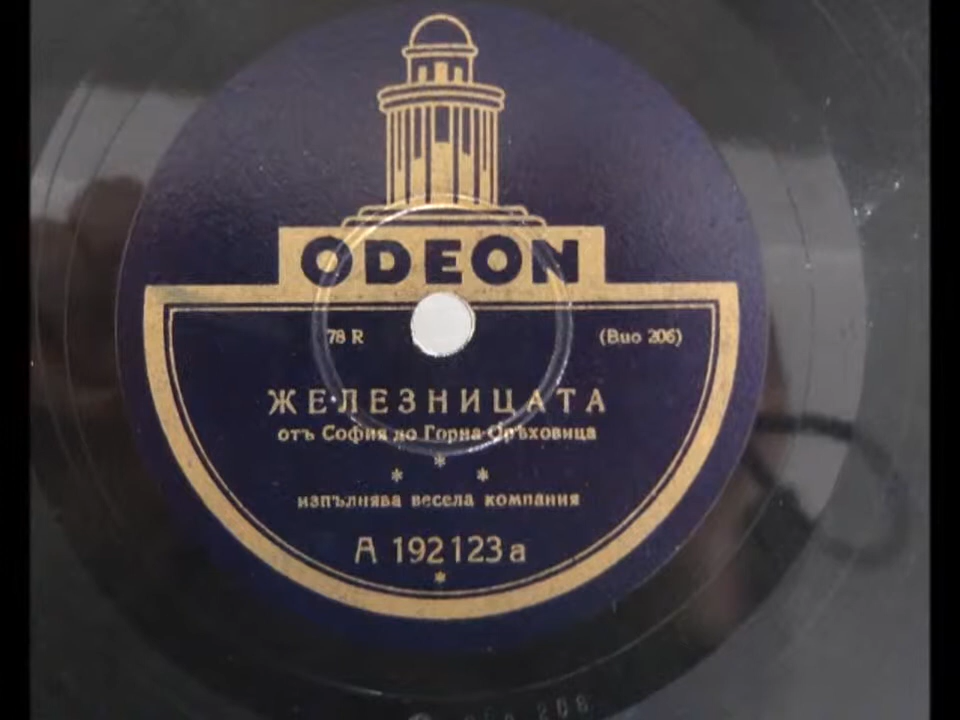 ODEON
78 R (Buo 206)
ЖЕЛЕЗНИЦАТА
отъ София до Горна-Орѣховица
* * *
изпълнява весела компания
A 192123 a
*